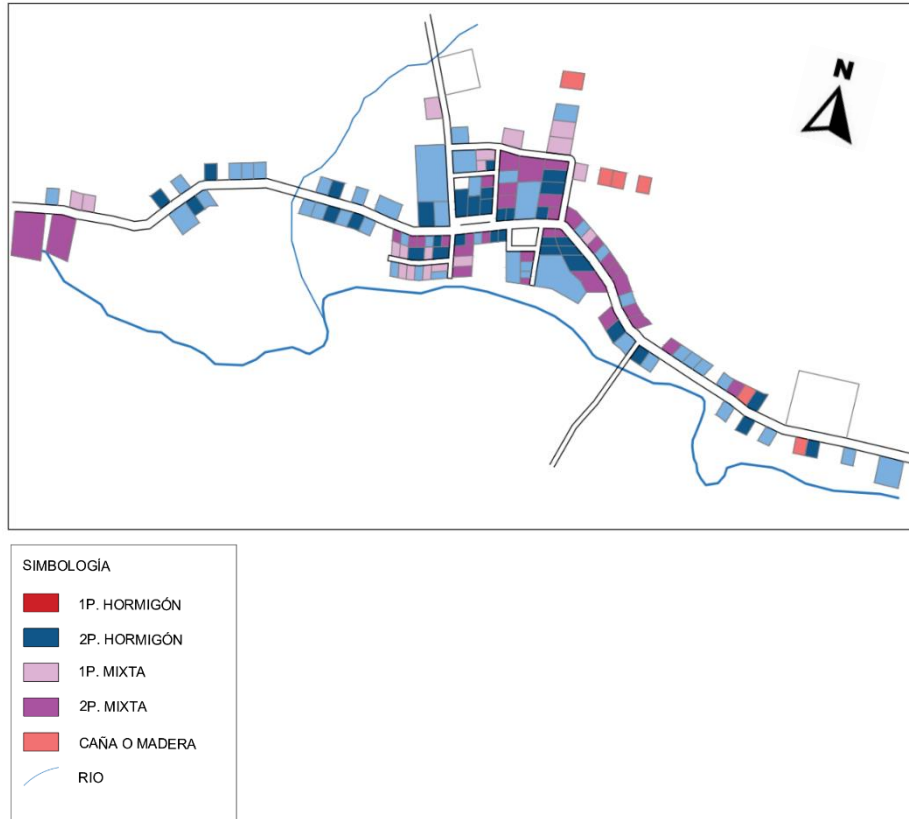 N
SIMBOLOGÍA
1P. HORMIGÓN
2P. HORMIGÓN
1P. MIXTA
2P. MIXTA
CAÑA O MADERA
RIO